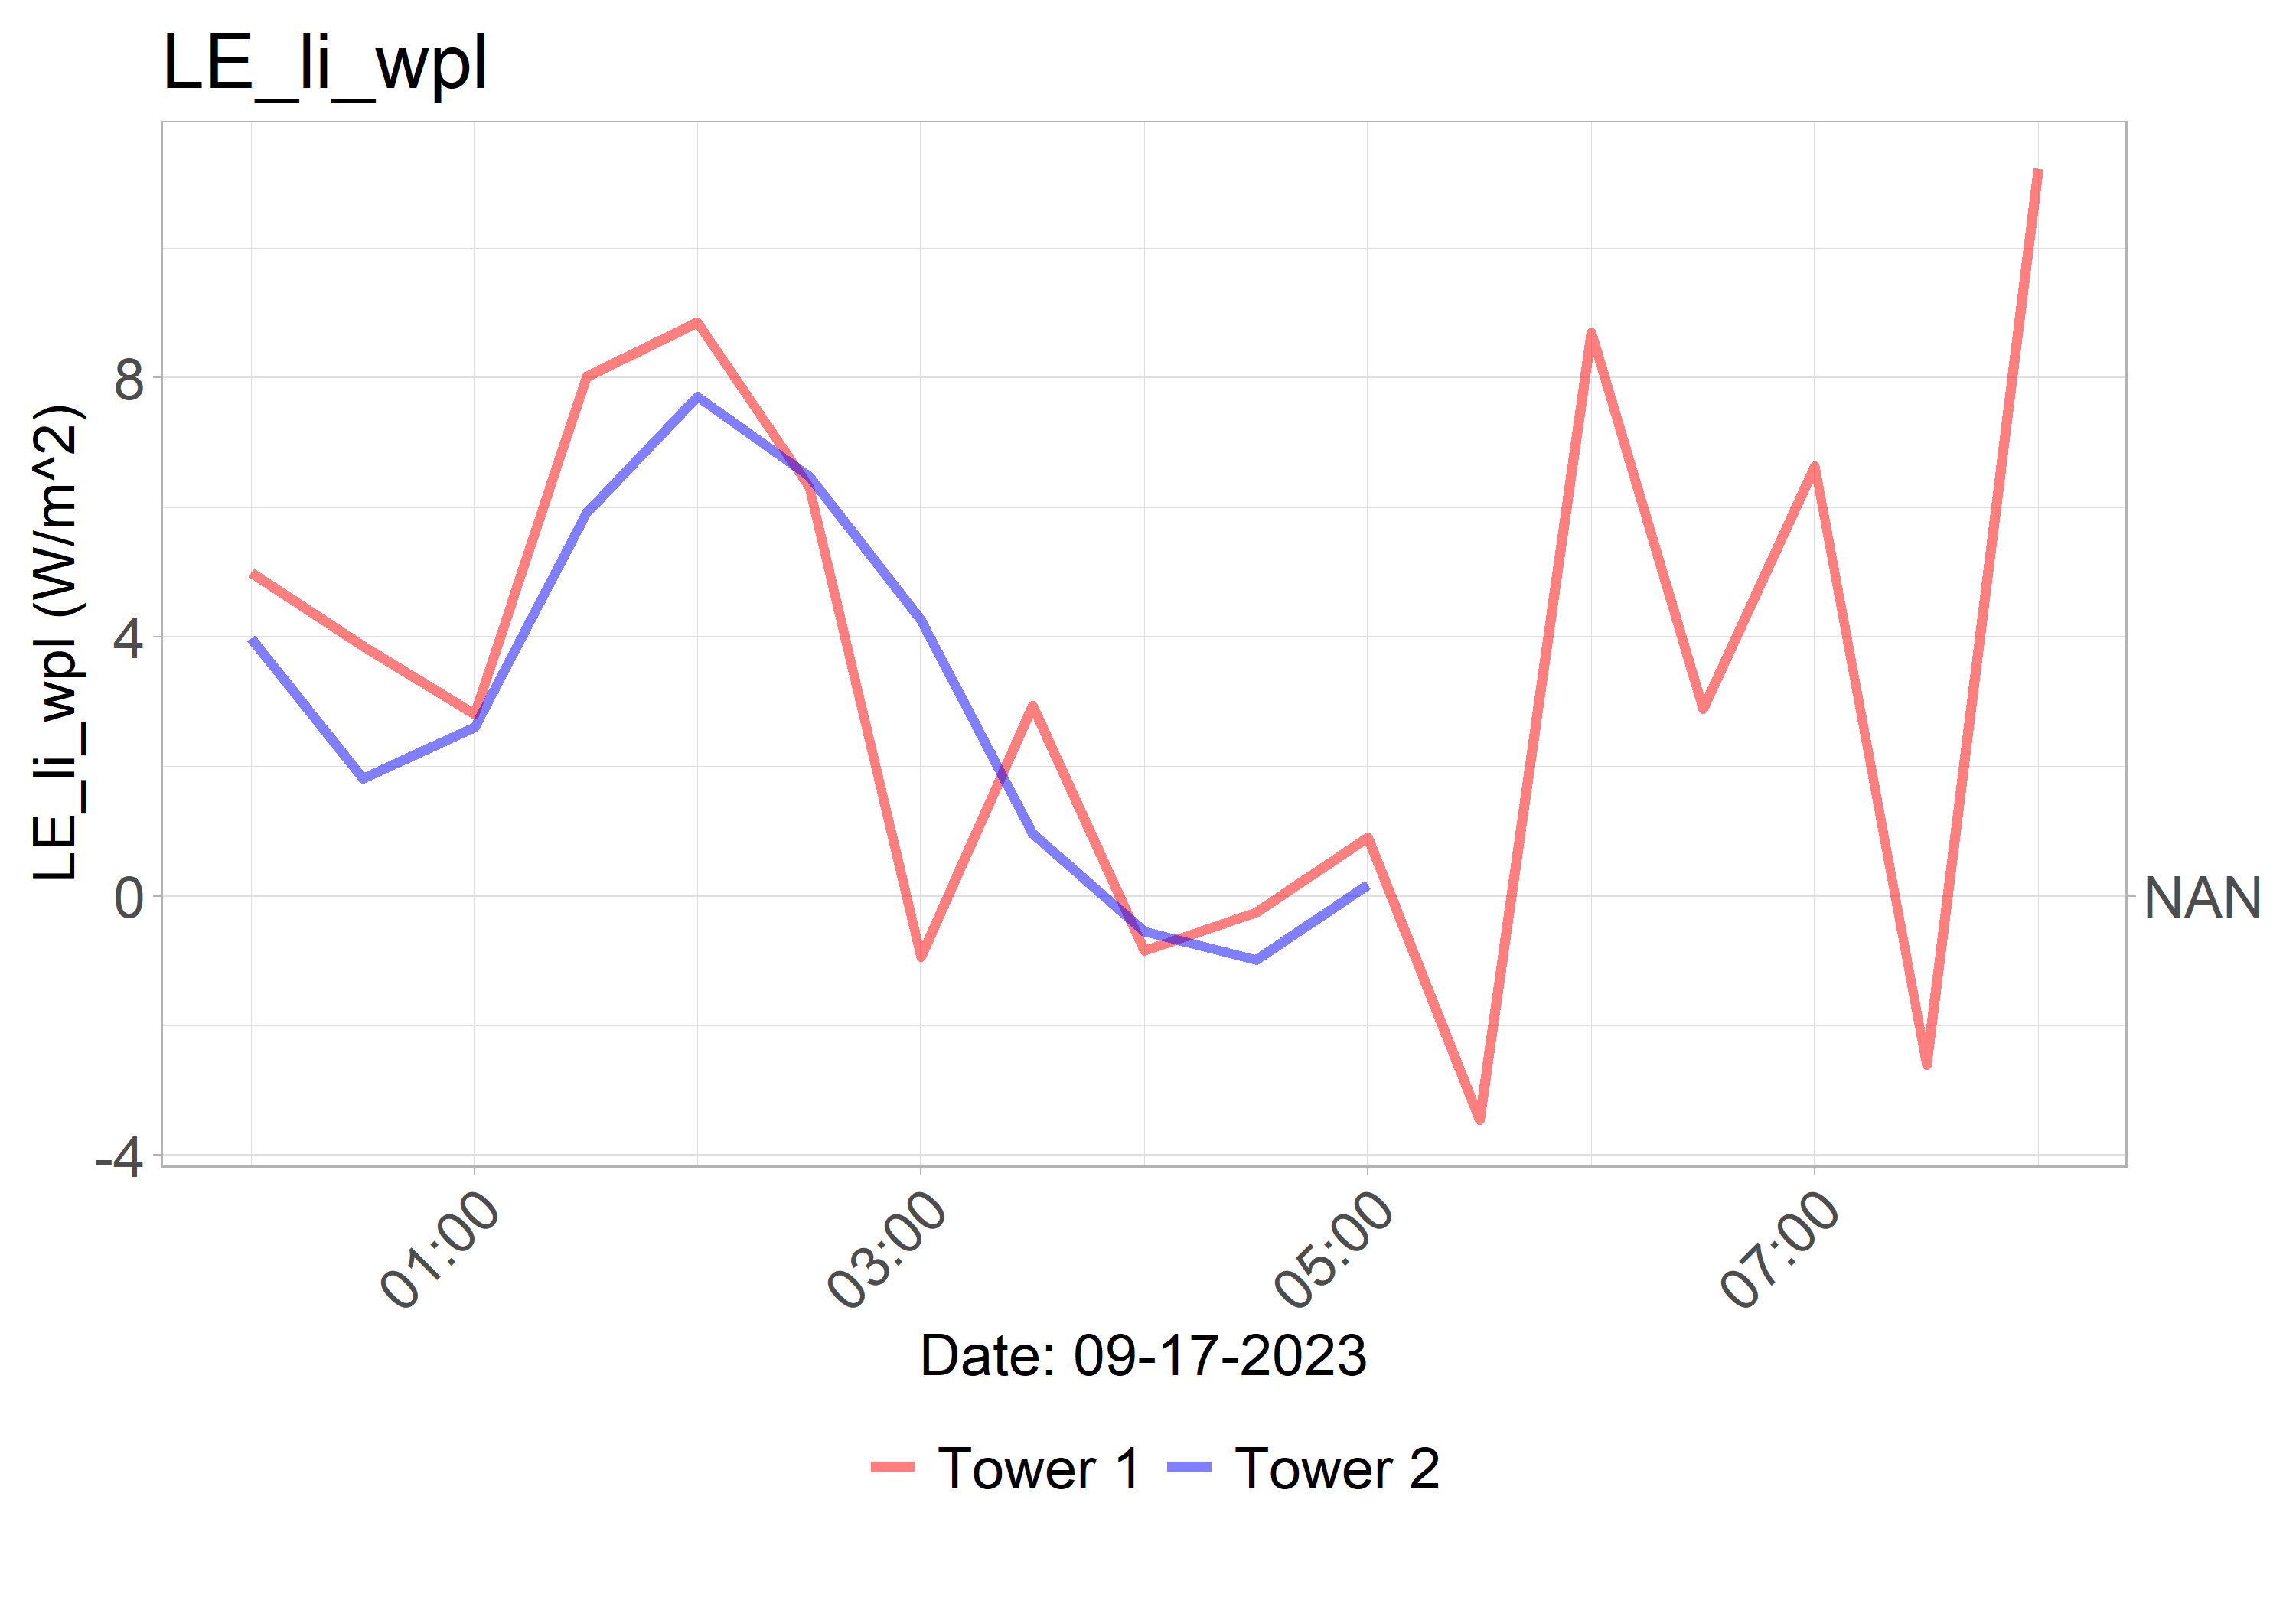 LE_li_wpl
LE_li_wpl (W/m^2)
8
4
0
-4
NAN
01:00
03:00
05:00
07:00
Date: 09-17-2023
Tower 1
Tower 2